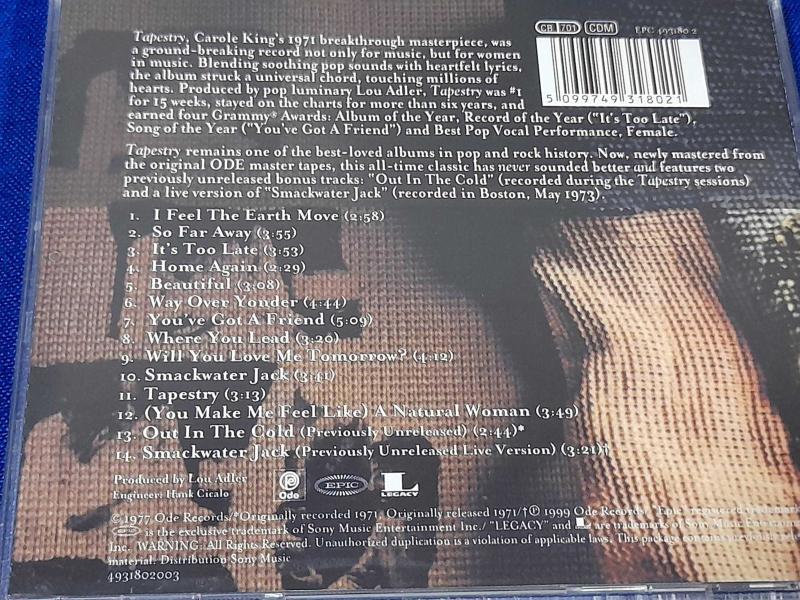 Tapestry, Carole King's 1971 breakthrough masterpiece, was
a ground-breaking record not only for music, but for women
in music. Blending soothing pop sounds with heartfelt lyrics,
the album struck a universal chord, touching millions of
hearts. Produced by pop luminary Lou Adler, Tapestry was #1
for 15 weeks, stayed on the charts for more than six years, and
earned four Grammy® Awards: Album of the Year, Record of the Year ("It's Too Late"),
Song of the Year ("You've Got A Friend") and Best Pop Vocal Performance, Female.
CB 701 CDM EPC 493180 2
5 099749 318021
Tapestry remains one of the best-loved albums in pop and rock history. Now, newly mastered from
the original ODE master tapes, this all-time classic has never sounded better and features two
previously unreleased bonus tracks: "Out In The Cold" (recorded during the Tapestry sessions)
and a live version of "Smackwater Jack" (recorded in Boston, May 1973).
1. I Feel The Earth Move (2:58)
2. So Far Away (3:55)
3. It's Too Late (3:53)
4. Home Again (2:29)
5. Beautiful (3:08)
6. Way Over Yonder (4:44)
7. You've Got A Friend (5:09)
8. Where You Lead (3:20)
9. Will You Love Me Tomorrow? (4:12)
10. Smackwater Jack (3:41)
11. Tapestry (3:13)
12. (You Make Me Feel Like) A Natural Woman (3:49)
13. Out In The Cold (Previously Unreleased) (2:44)*
14. Smackwater Jack (Previously Unreleased Live Version) (3:21)†
Produced by Lou Adler
Engineer: Hank Cicalo
Ode EPIC L LEGACY
©1977 Ode Records/*Originally recorded 1971, Originally released 1971/†℗ 1999 Ode Records/ "Epic" registered trademark
EPIC is the exclusive trademark of Sony Music Entertainment Inc./ "LEGACY" and L are trademarks of Sony Music Entertainment
Inc. WARNING: All Rights Reserved. Unauthorized duplication is a violation of applicable laws. This package contains previously released
material. Distribution Sony Music
4931802003